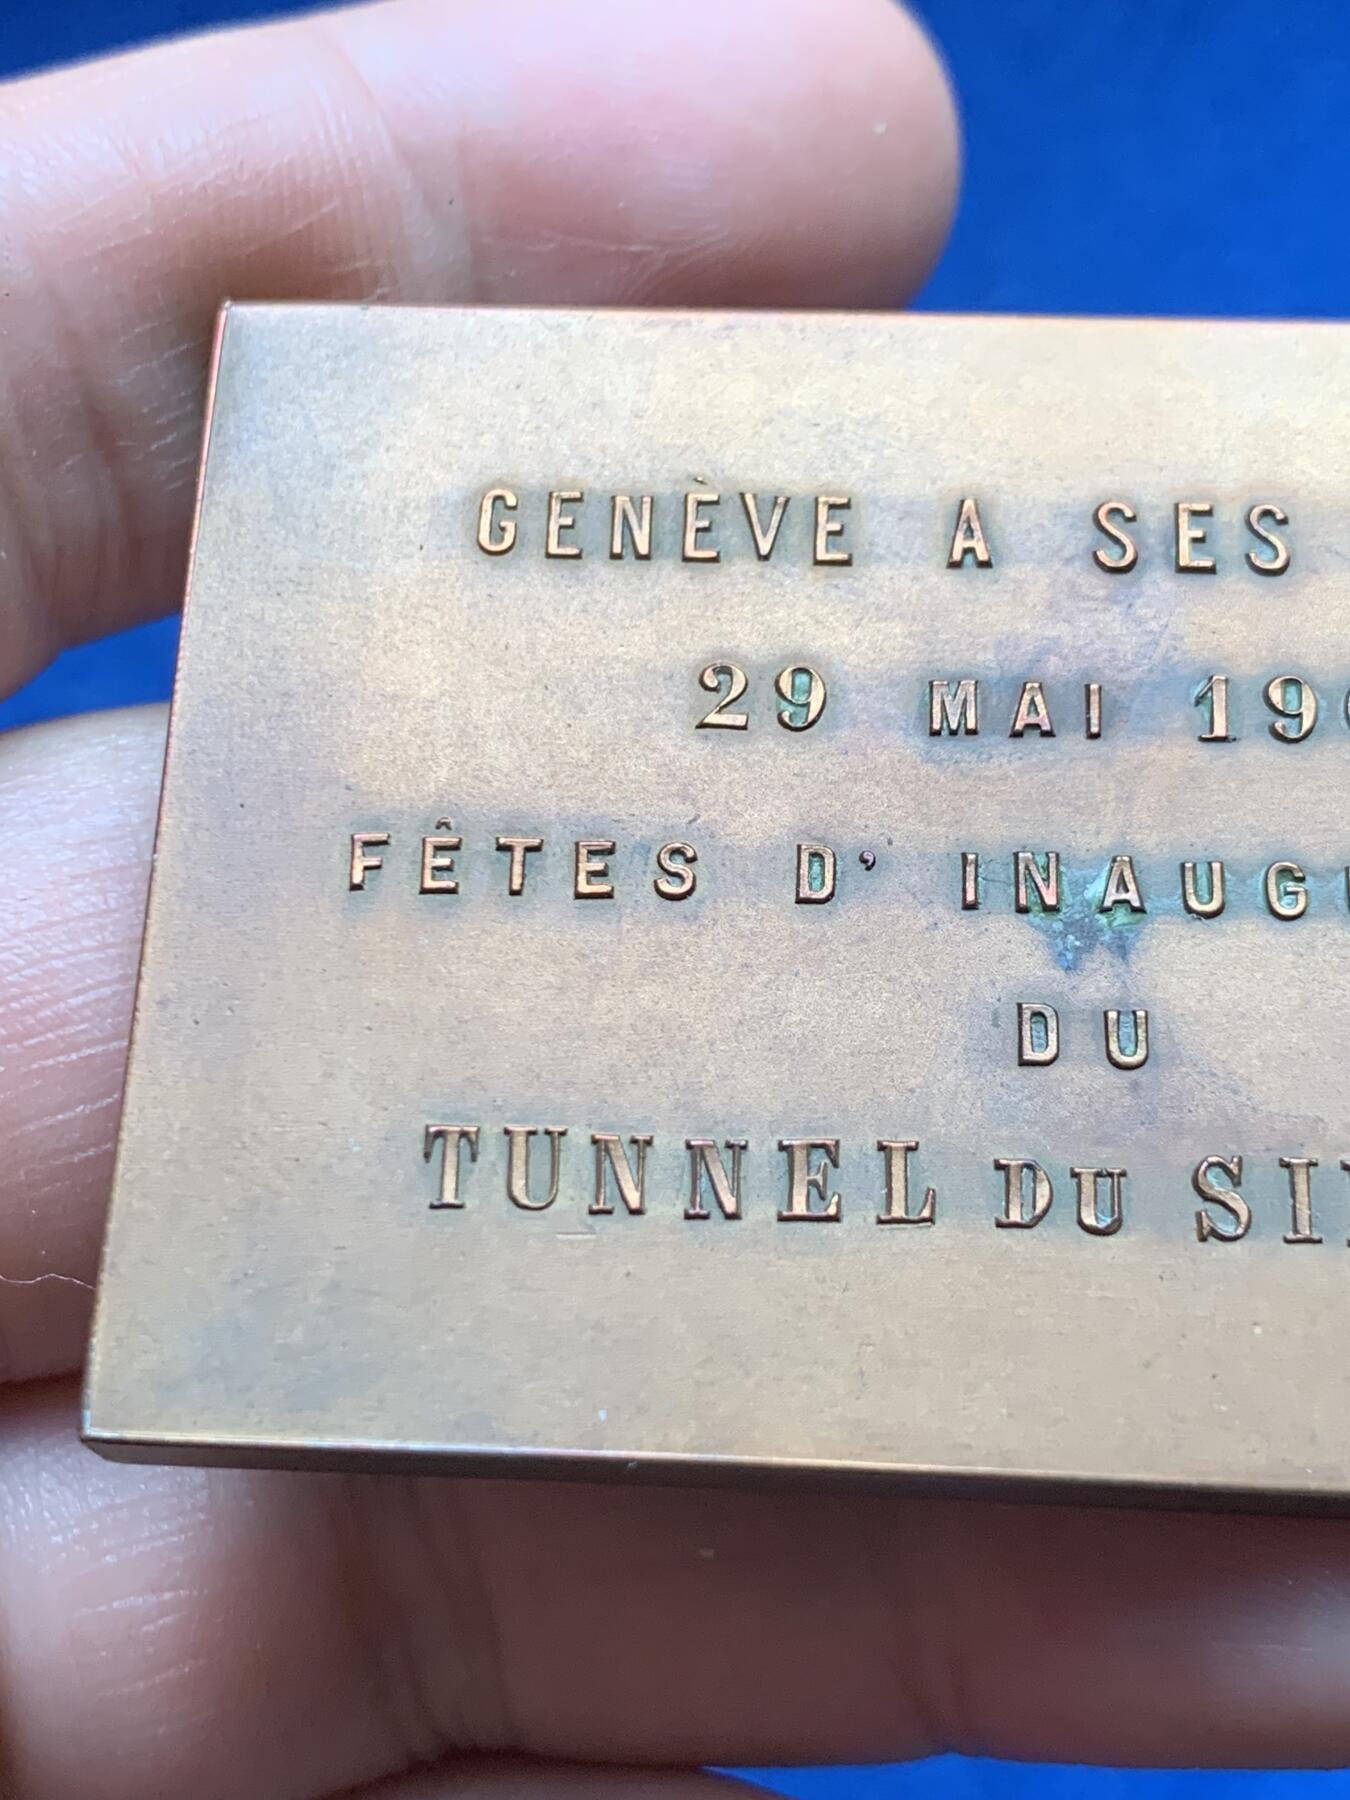 GENÈVE A SES
29 MAI 19
FÊTES D' INAUG
DU
TUNNEL DU SI